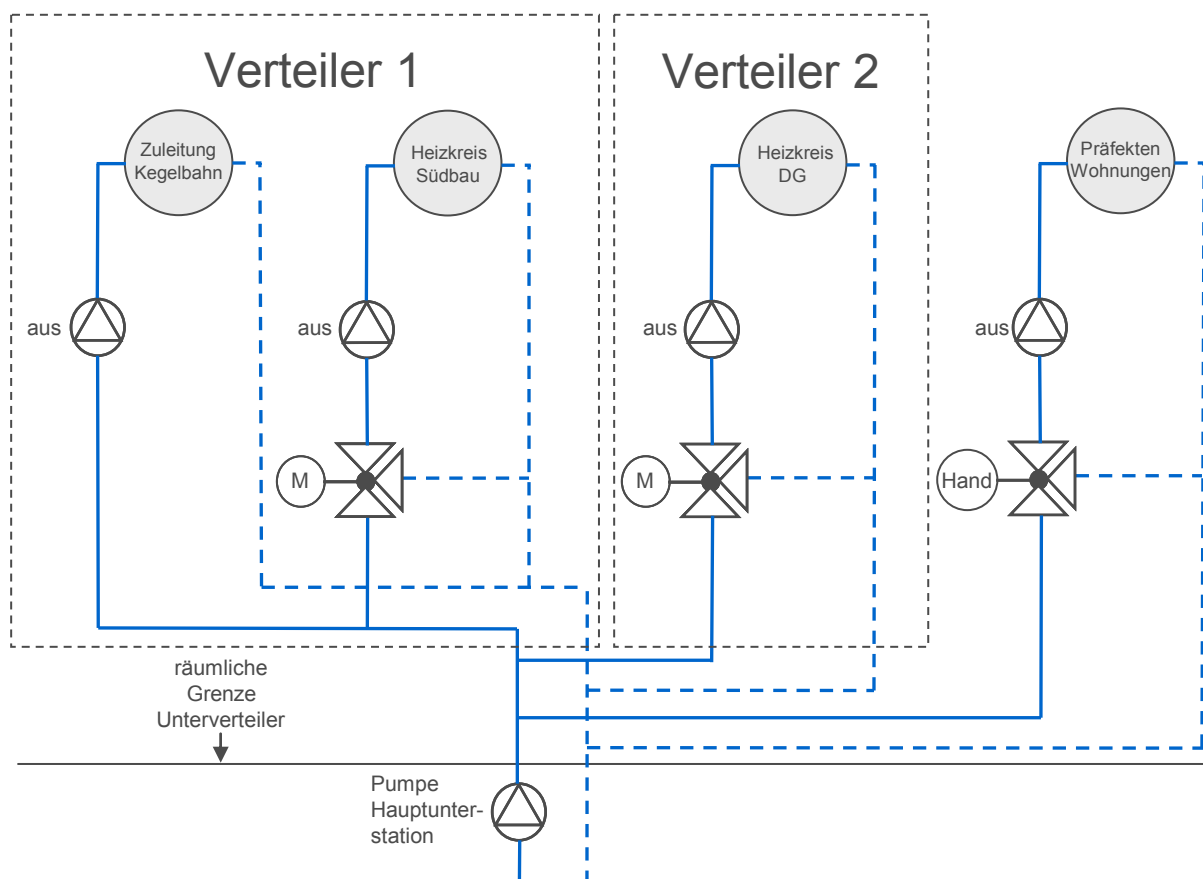 Verteiler 1
Verteiler 2
Zuleitung
Kegelbahn
Heizkreis
Südbau
Heizkreis
DG
Präfekten
Wohnungen
aus
aus
aus
aus
M
M
Hand
räumliche
Grenze
Unterverteiler
Pumpe
Hauptunter-
station